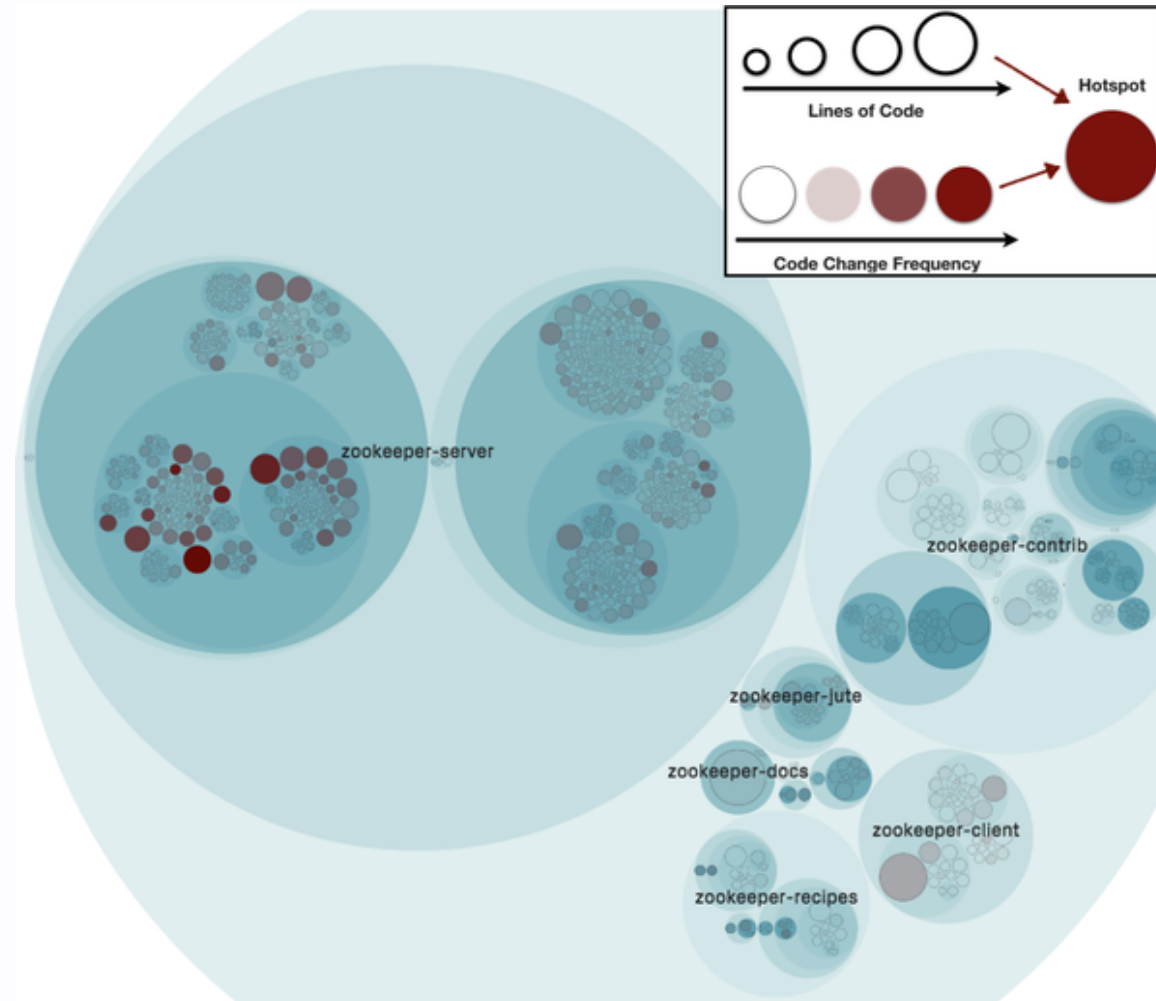 Lines of Code
Hotspot
Code Change Frequency
zookeeper-server
zookeeper-contrib
zookeeper-jute
zookeeper-docs
zookeeper-client
zookeeper-recipes